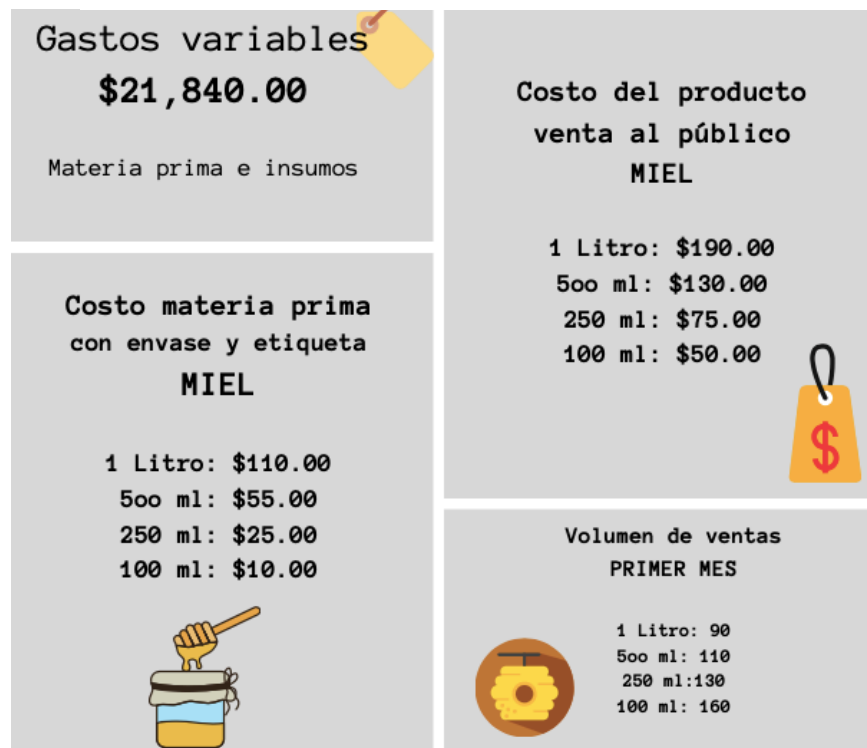 Gastos variables
$21,840.00
Materia prima e insumos
Costo materia prima
con envase y etiqueta
MIEL
1 Litro: $110.00
5oo ml: $55.00
250 ml: $25.00
100 ml: $10.00
Costo del producto
venta al público
MIEL
1 Litro: $190.00
5oo ml: $130.00
250 ml: $75.00
100 ml: $50.00
$
Volumen de ventas
PRIMER MES
1 Litro: 90
5oo ml: 110
250 ml:130
100 ml: 160